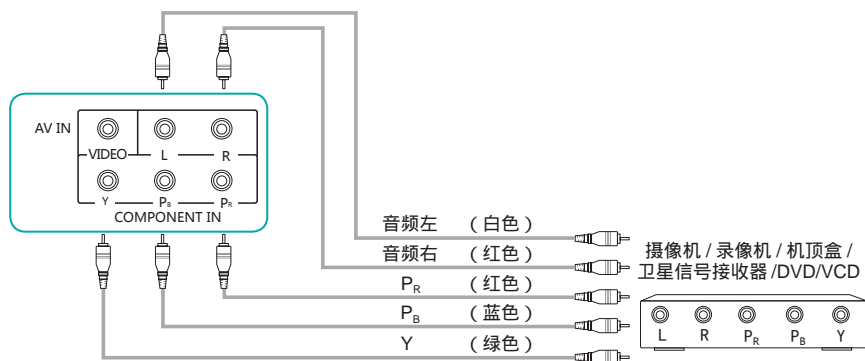 AV IN
VIDEO L R
Y PB PR
COMPONENT IN
音频左 （白色）
音频右 （红色）
PR （红色）
PB （蓝色）
Y （绿色）
摄像机 / 录像机 / 机顶盒 /
卫星信号接收器 /DVD/VCD
L R PR PB Y